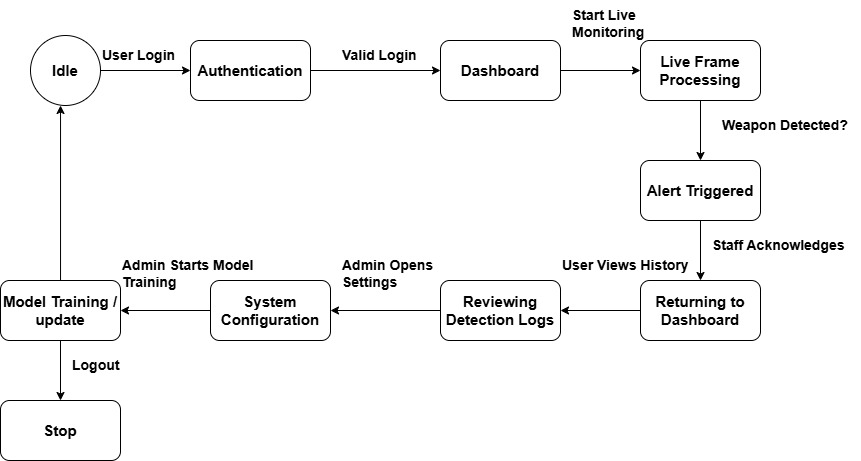 Idle
User Login
Authentication
Valid Login
Dashboard
Start Live
Monitoring
Live Frame
Processing
Weapon Detected?
Alert Triggered
Staff Acknowledges
Returning to
Dashboard
User Views History
Reviewing
Detection Logs
Admin Opens
Settings
System
Configuration
Admin Starts Model
Training
Model Training /
update
Logout
Stop